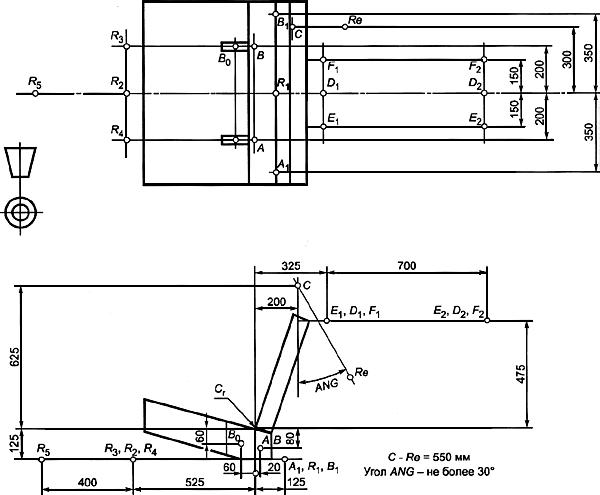 B₁ C Re
R₃ B₀ B F₁ F₂
R₅ R₂ R₁ D₁ D₂
R₄ A E₁ E₂
A₁
150 200 300 350
150 200 350
325 700
200 C E₁, D₁, F₁ E₂, D₂, F₂
625 ANG Re 475
Cr
125 60 B₀ A B 80
R₅ R₃, R₂, R₄ A₁, R₁, B₁
60 20
400 525 125
C - Re = 550 мм
Угол ANG – не более 30°